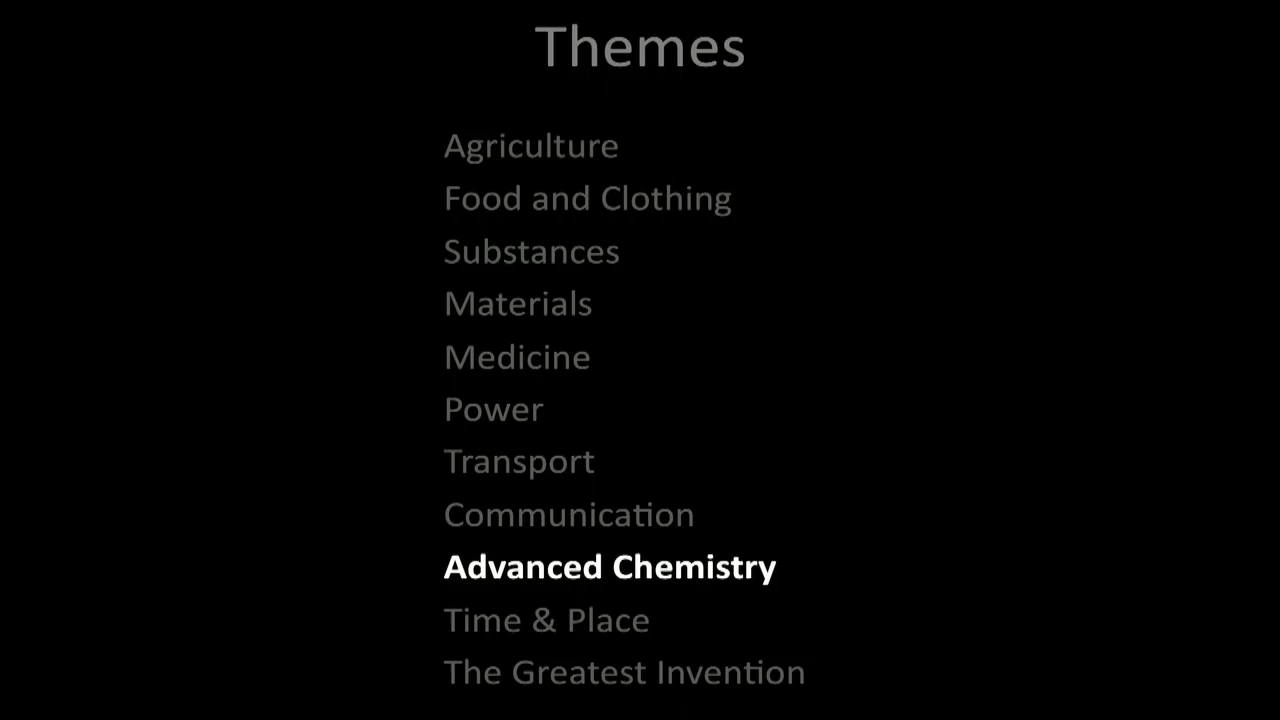 Themes
Agriculture
Food and Clothing
Substances
Materials
Medicine
Power
Transport
Communication
Advanced Chemistry
Time & Place
The Greatest Invention